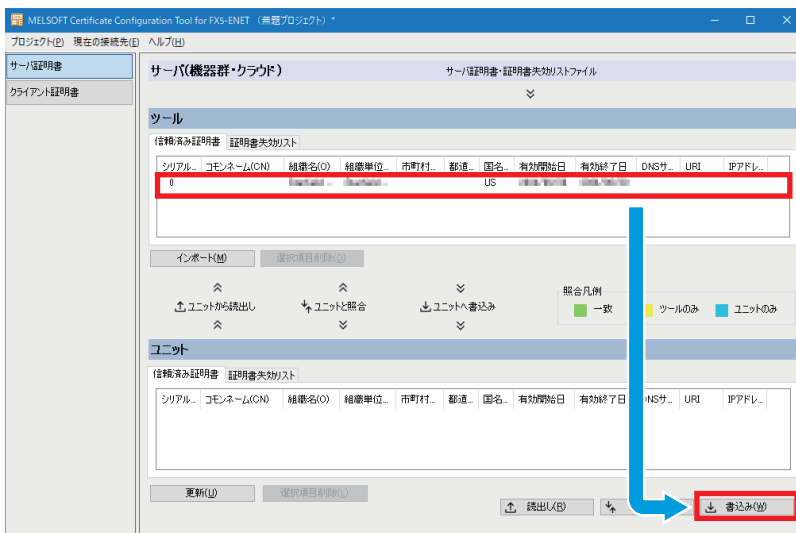 MELSOFT Certificate Configuration Tool for FX5-ENET （無題プロジェクト）*
プロジェクト(P) 現在の接続先(E) ヘルプ(H)
サーバ証明書
クライアント証明書
サーバ(機器群・クラウド)
サーバ証明書・証明書失効リストファイル
ツール
信頼済み証明書 証明書失効リスト
シリアル... コモンネーム(CN) 組織名(O) 組織単位... 市町村... 都道... 国名... 有効開始日 有効終了日 DNSサ... URI IPアドレ...
0 US
インポート(M) 選択項目削除(D)
ユニットから読出し ユニットと照合 ユニットへ書込み
照合凡例
一致 ツールのみ ユニットのみ
ユニット
信頼済み証明書 証明書失効リスト
シリアル... コモンネーム(CN) 組織名(O) 組織単位... 市町村... 都道... 国名... 有効開始日 有効終了日 NSサ... URI IPアドレ...
更新(U) 選択項目削除(L)
読出し(R) 書込み(W)